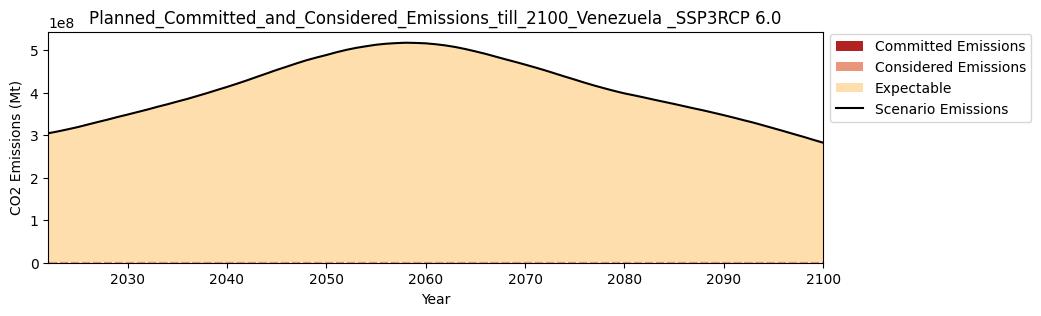 Planned_Committed_and_Considered_Emissions_till_2100_Venezuela _SSP3RCP 6.0
1e8
5
4
3
2
1
0
CO2 Emissions (Mt)
2030 2040 2050 2060 2070 2080 2090 2100
Year
Committed Emissions
Considered Emissions
Expectable
Scenario Emissions